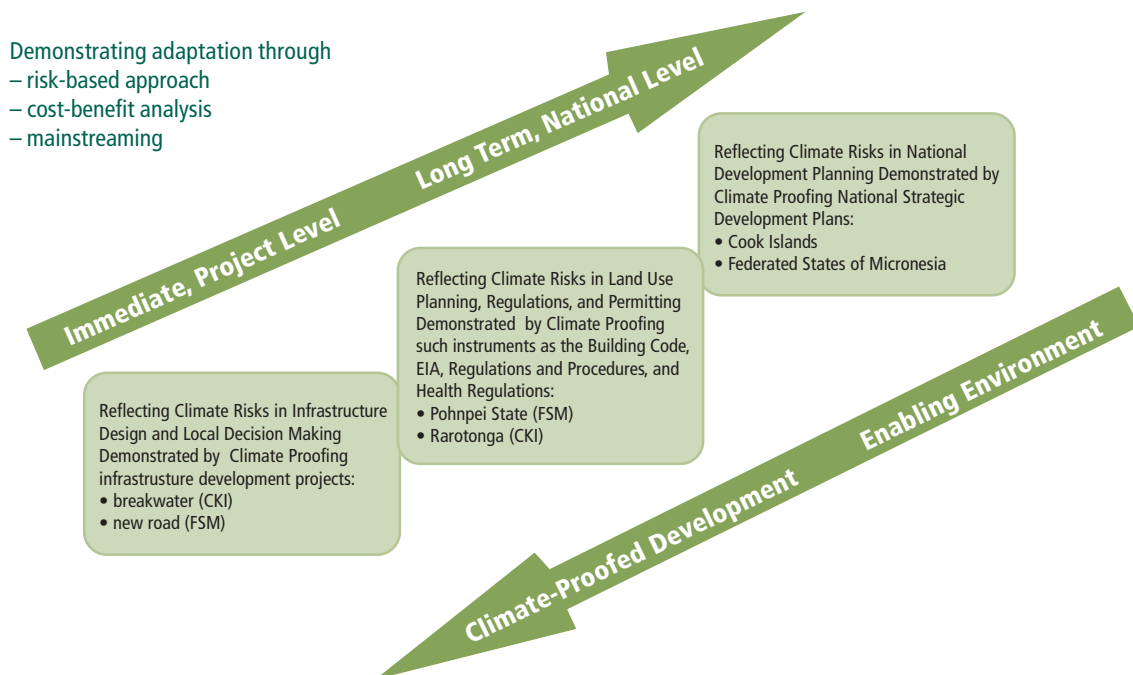 Demonstrating adaptation through
– risk-based approach
– cost-benefit analysis
– mainstreaming
Immediate, Project Level
Long Term, National Level
Reflecting Climate Risks in National
Development Planning Demonstrated by
Climate Proofing National Strategic
Development Plans:
• Cook Islands
• Federated States of Micronesia
Reflecting Climate Risks in Land Use
Planning, Regulations, and Permitting
Demonstrated by Climate Proofing
such instruments as the Building Code,
EIA, Regulations and Procedures, and
Health Regulations:
• Pohnpei State (FSM)
• Rarotonga (CKI)
Reflecting Climate Risks in Infrastructure
Design and Local Decision Making
Demonstrated by Climate Proofing
infrastrusture development projects:
• breakwater (CKI)
• new road (FSM)
Enabling Environment
Climate-Proofed Development